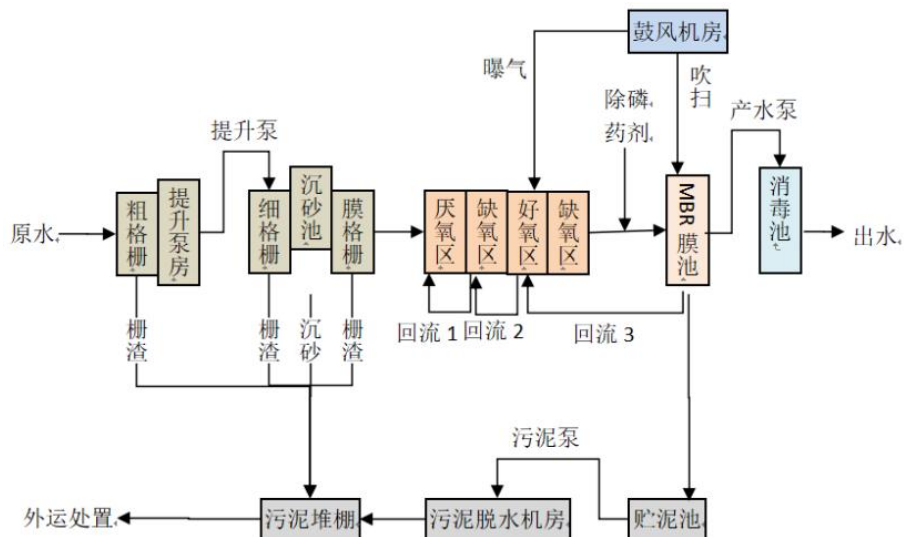 鼓风机房
曝气
吹扫
除磷
药剂
产水泵
提升泵
原水
粗格栅
提升泵房
细格栅
沉砂池
膜格栅
厌氧区
缺氧区
好氧区
缺氧区
MBR 膜池
消毒池
出水
栅渣
栅渣
沉砂
栅渣
回流 1
回流 2
回流 3
污泥泵
外运处置
污泥堆棚
污泥脱水机房
贮泥池